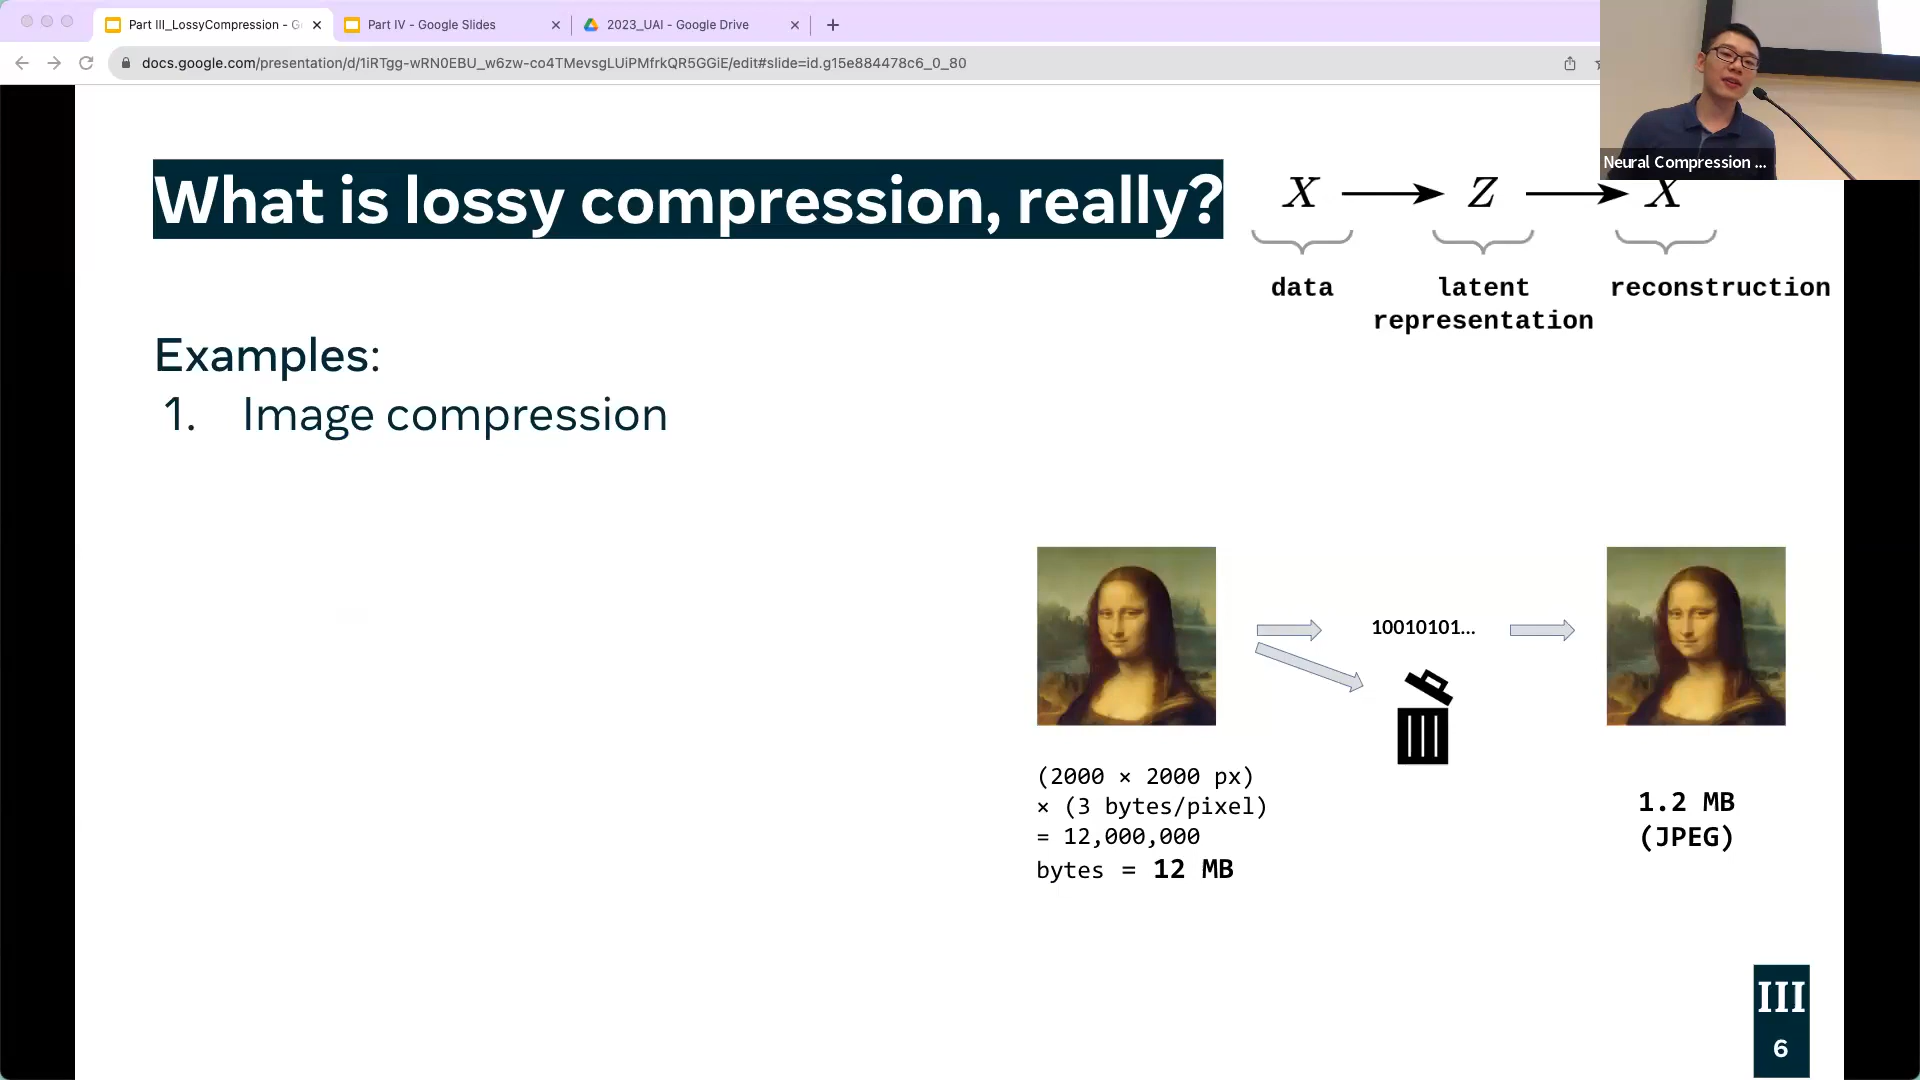 Part III_LossyCompression - G
Part IV - Google Slides
2023_UAI - Google Drive
docs.google.com/presentation/d/1iRTgg-wRN0EBU_w6zw-co4TMevsgLUiPMfrkQR5GGiE/edit#slide=id.g15e884478c6_0_80
Neural Compression ...
What is lossy compression, really?
X Z X
data latent reconstruction
representation
Examples:
1. Image compression
10010101...
(2000 × 2000 px)
× (3 bytes/pixel)
= 12,000,000
bytes = 12 MB
1.2 MB
(JPEG)
III
6